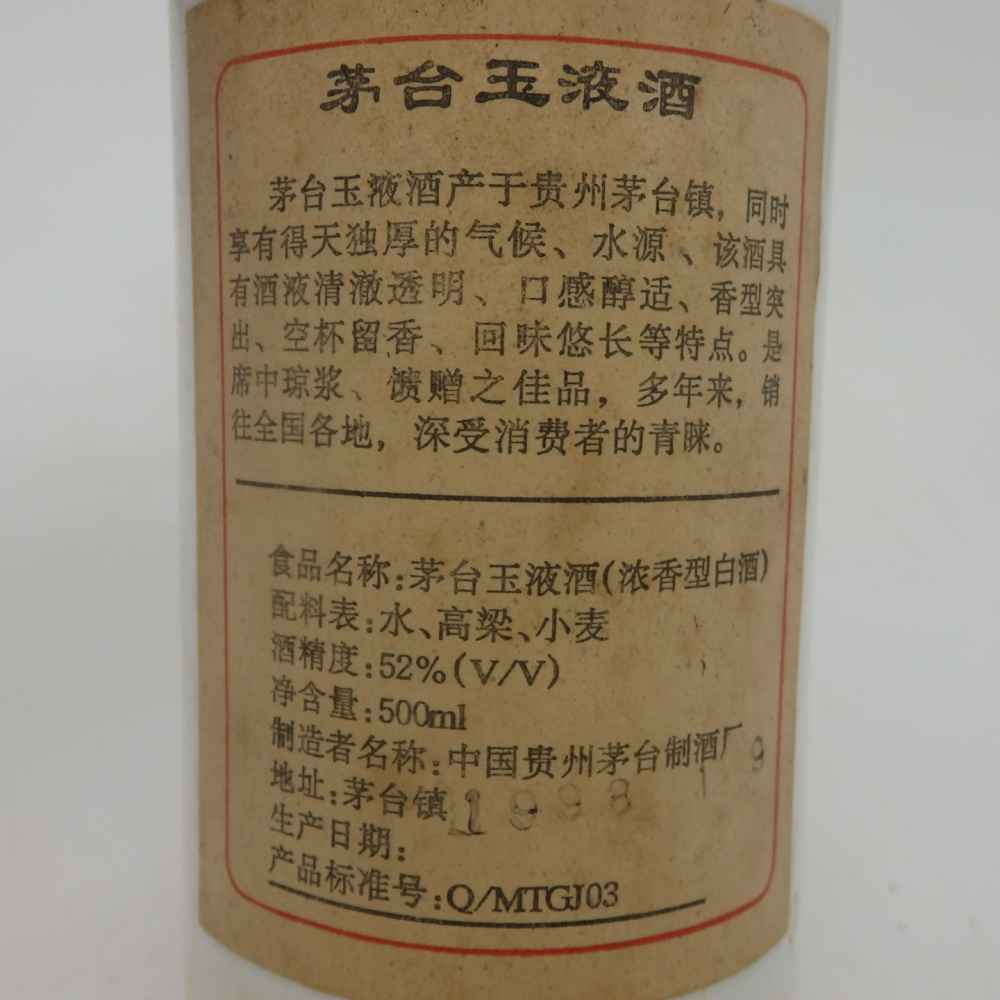 茅台玉液酒
茅台玉液酒产于贵州茅台镇，同时
享有得天独厚的气候、水源、该酒具
有酒液清澈透明、口感醇适、香型突
出、空杯留香、回味悠长等特点。是
席中琼浆、馈赠之佳品，多年来，销
往全国各地，深受消费者的青睐。
食品名称：茅台玉液酒（浓香型白酒）
配料表：水、高粱、小麦
酒精度：52%（V/V）
净含量：500ml
制造者名称：中国贵州茅台制酒厂
地址：茅台镇
1998 1 9
生产日期：
产品标准号：Q/MTGJ03